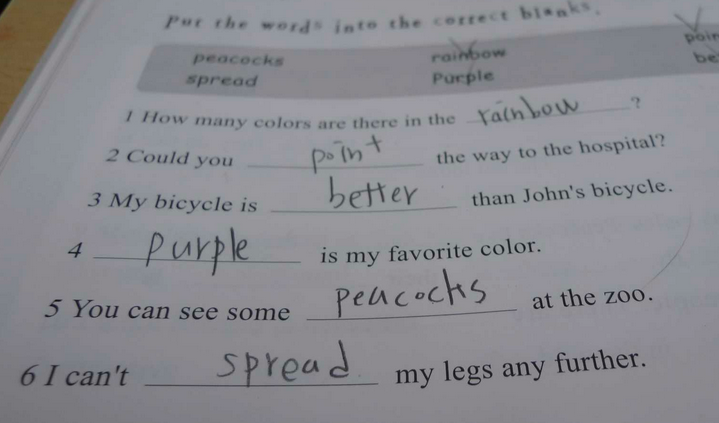 Put the words into the correct blanks.
peacocks rainbow
spread Purple
1 How many colors are there in the rainbow ?
2 Could you point the way to the hospital?
3 My bicycle is better than John's bicycle.
4 purple is my favorite color.
5 You can see some peacocks at the zoo.
6 I can't spread my legs any further.